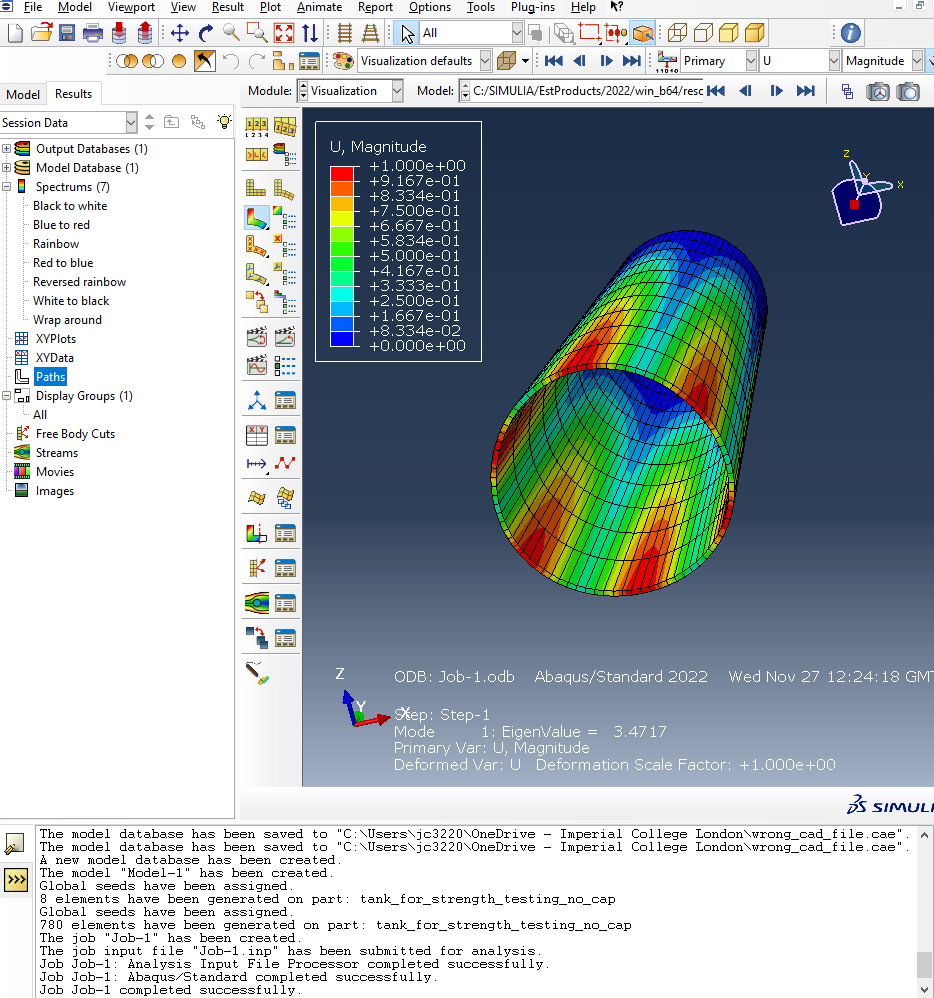 File Model Viewport View Result Plot Animate Report Options Tools Plug-ins Help
All
Visualization defaults Primary U Magnitude
Model Results Module: Visualization Model: C:/SIMULIA/EstProducts/2022/win_b64/resc
Session Data
Output Databases (1)
Model Database (1)
Spectrums (7)
Black to white
Blue to red
Rainbow
Red to blue
Reversed rainbow
White to black
Wrap around
XYPlots
XYData
Paths
Display Groups (1)
All
Free Body Cuts
Streams
Movies
Images
U, Magnitude
+1.000e+00
+9.167e-01
+8.334e-01
+7.500e-01
+6.667e-01
+5.834e-01
+5.000e-01
+4.167e-01
+3.333e-01
+2.500e-01
+1.667e-01
+8.334e-02
+0.000e+00
Z
Y
X
Z
Y
X
ODB: Job-1.odb Abaqus/Standard 2022 Wed Nov 27 12:24:18 GMT
Step: Step-1
Mode 1: EigenValue = 3.4717
Primary Var: U, Magnitude
Deformed Var: U Deformation Scale Factor: +1.000e+00
SIMULI
The model database has been saved to "C:\Users\jc3220\OneDrive - Imperial College London\wrong_cad_file.cae".
The model database has been saved to "C:\Users\jc3220\OneDrive - Imperial College London\wrong_cad_file.cae".
A new model database has been created.
The model "Model-1" has been created.
Global seeds have been assigned.
8 elements have been generated on part: tank_for_strength_testing_no_cap
Global seeds have been assigned.
780 elements have been generated on part: tank_for_strength_testing_no_cap
The job "Job-1" has been created.
The job input file "Job-1.inp" has been submitted for analysis.
Job Job-1: Analysis Input File Processor completed successfully.
Job Job-1: Abaqus/Standard completed successfully.
Job Job-1 completed successfully.